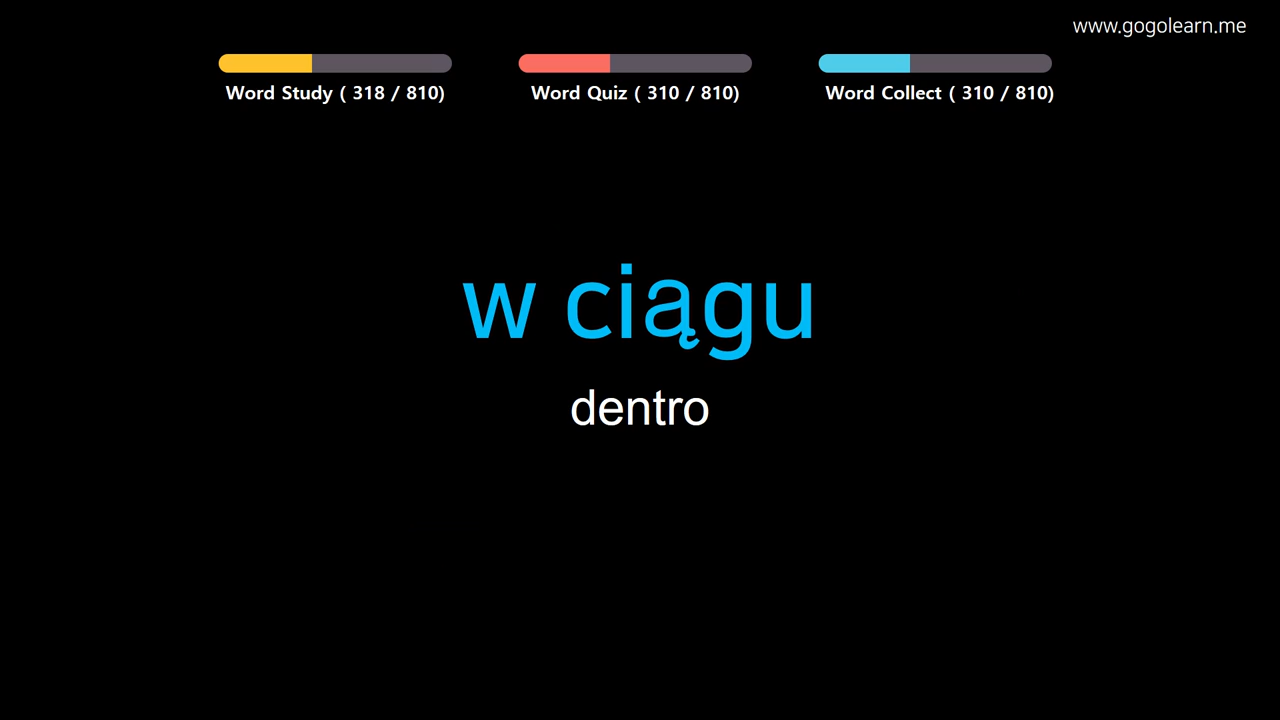 www.gogolearn.me
Word Study ( 318 / 810)
Word Quiz ( 310 / 810)
Word Collect ( 310 / 810)
w ciągu
dentro